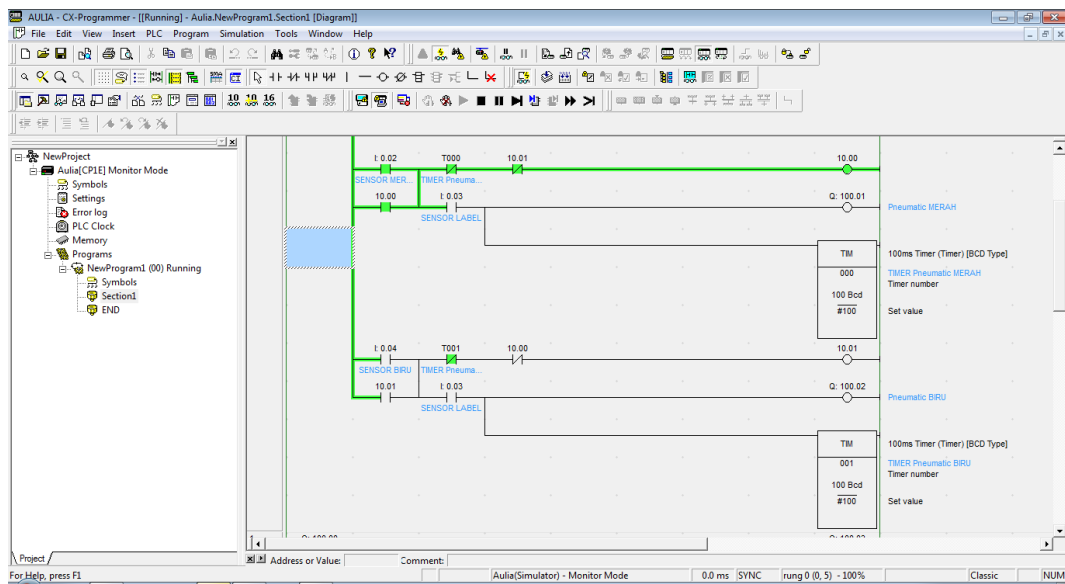 AULIA - CX-Programmer - [[Running] - Aulia.NewProgram1.Section1 [Diagram]]
File Edit View Insert PLC Program Simulation Tools Window Help
NewProject
Aulia[CP1E] Monitor Mode
Symbols
Settings
Error log
PLC Clock
Memory
Programs
NewProgram1 (00) Running
Symbols
Section1
END
Project
I: 0.02 T000 10.01 10.00
SENSOR MER... TIMER Pneuma...
10.00 I: 0.03 Q: 100.01
SENSOR LABEL Pneumatic MERAH
TIM 100ms Timer (Timer) [BCD Type]
000 TIMER Pneumatic MERAH
Timer number
100 Bcd
#100 Set value
I: 0.04 T001 10.00 10.01
SENSOR BIRU TIMER Pneuma...
10.01 I: 0.03 Q: 100.02
SENSOR LABEL Pneumatic BIRU
TIM 100ms Timer (Timer) [BCD Type]
001 TIMER Pneumatic BIRU
Timer number
100 Bcd
#100 Set value
Address or Value: Comment:
For Help, press F1 Aulia(Simulator) - Monitor Mode 0.0 ms SYNC rung 0 (0, 5) - 100% Classic NUM